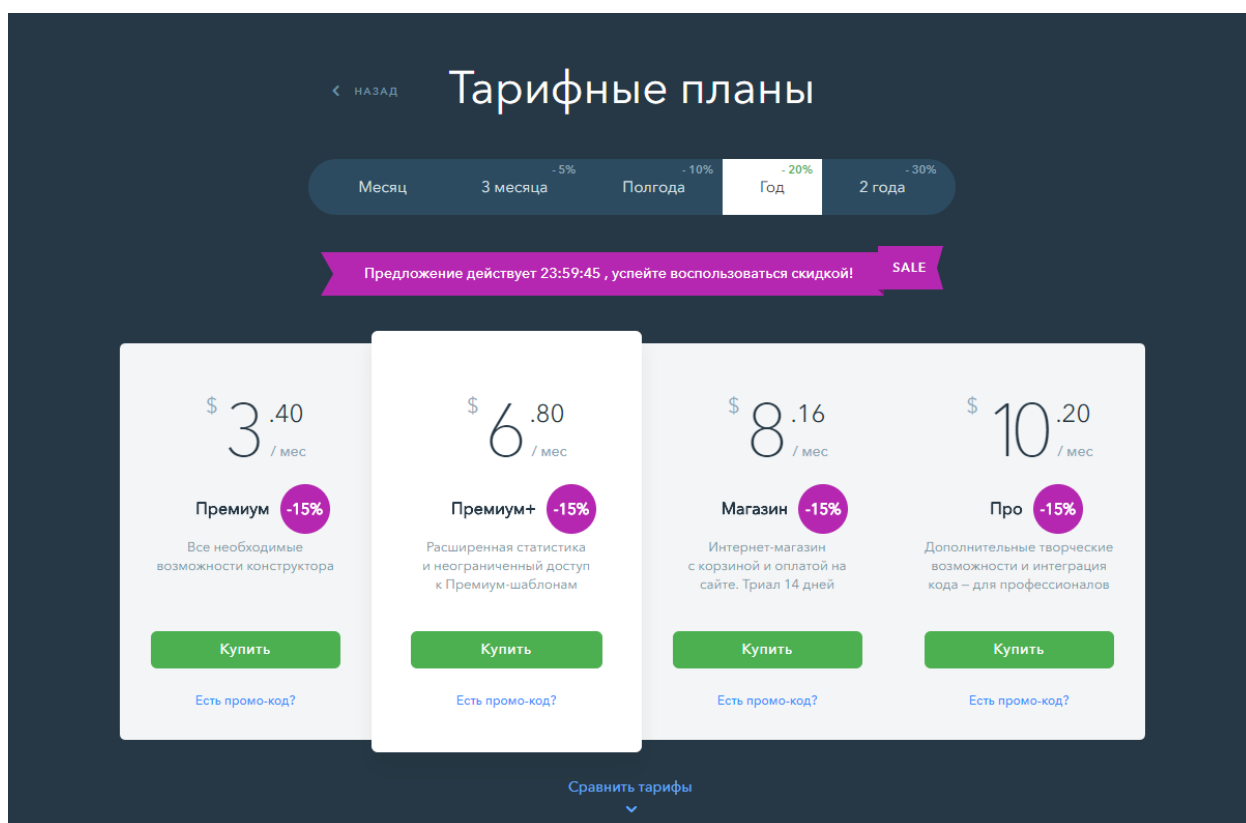 НАЗАД
Тарифные планы
Месяц
- 5%
3 месяца
- 10%
Полгода
- 20%
Год
- 30%
2 года
Предложение действует 23:59:45 , успейте воспользоваться скидкой!
SALE
$ 3 .40
/ мес
Премиум -15%
Все необходимые
возможности конструктора
Купить
Есть промо-код?
$ 6 .80
/ мес
Премиум+ -15%
Расширенная статистика
и неограниченный доступ
к Премиум-шаблонам
Купить
Есть промо-код?
$ 8 .16
/ мес
Магазин -15%
Интернет-магазин
с корзиной и оплатой на
сайте. Триал 14 дней
Купить
Есть промо-код?
$ 10 .20
/ мес
Про -15%
Дополнительные творческие
возможности и интеграция
кода – для профессионалов
Купить
Есть промо-код?
Сравнить тарифы